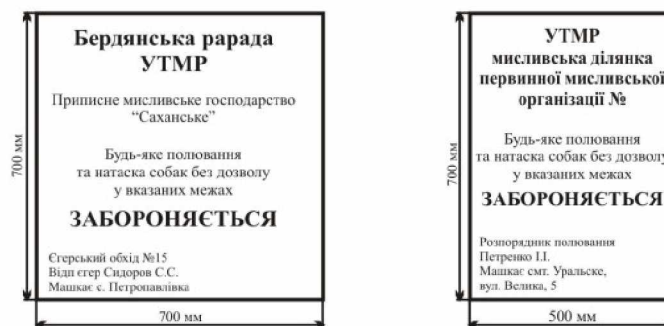 Бердянська рарада
УТМР
Приписне мисливське господарство
“Саханське”
Будь-яке полювання
та натаска собак без дозволу
у вказаних межах
ЗАБОРОНЯЄТЬСЯ
Єгерський обхід №15
Відп єгер Сидоров С.С.
Машкає с. Петропавлівка
700 мм
700 мм
УТМР
мисливська ділянка
первинної мисливської
організації №
Будь-яке полювання
та натаска собак без дозволу
у вказаних межах
ЗАБОРОНЯЄТЬСЯ
Розпорядник полювання
Петренко І.І.
Машкає смт. Уральске,
вул. Велика, 5
700 мм
500 мм